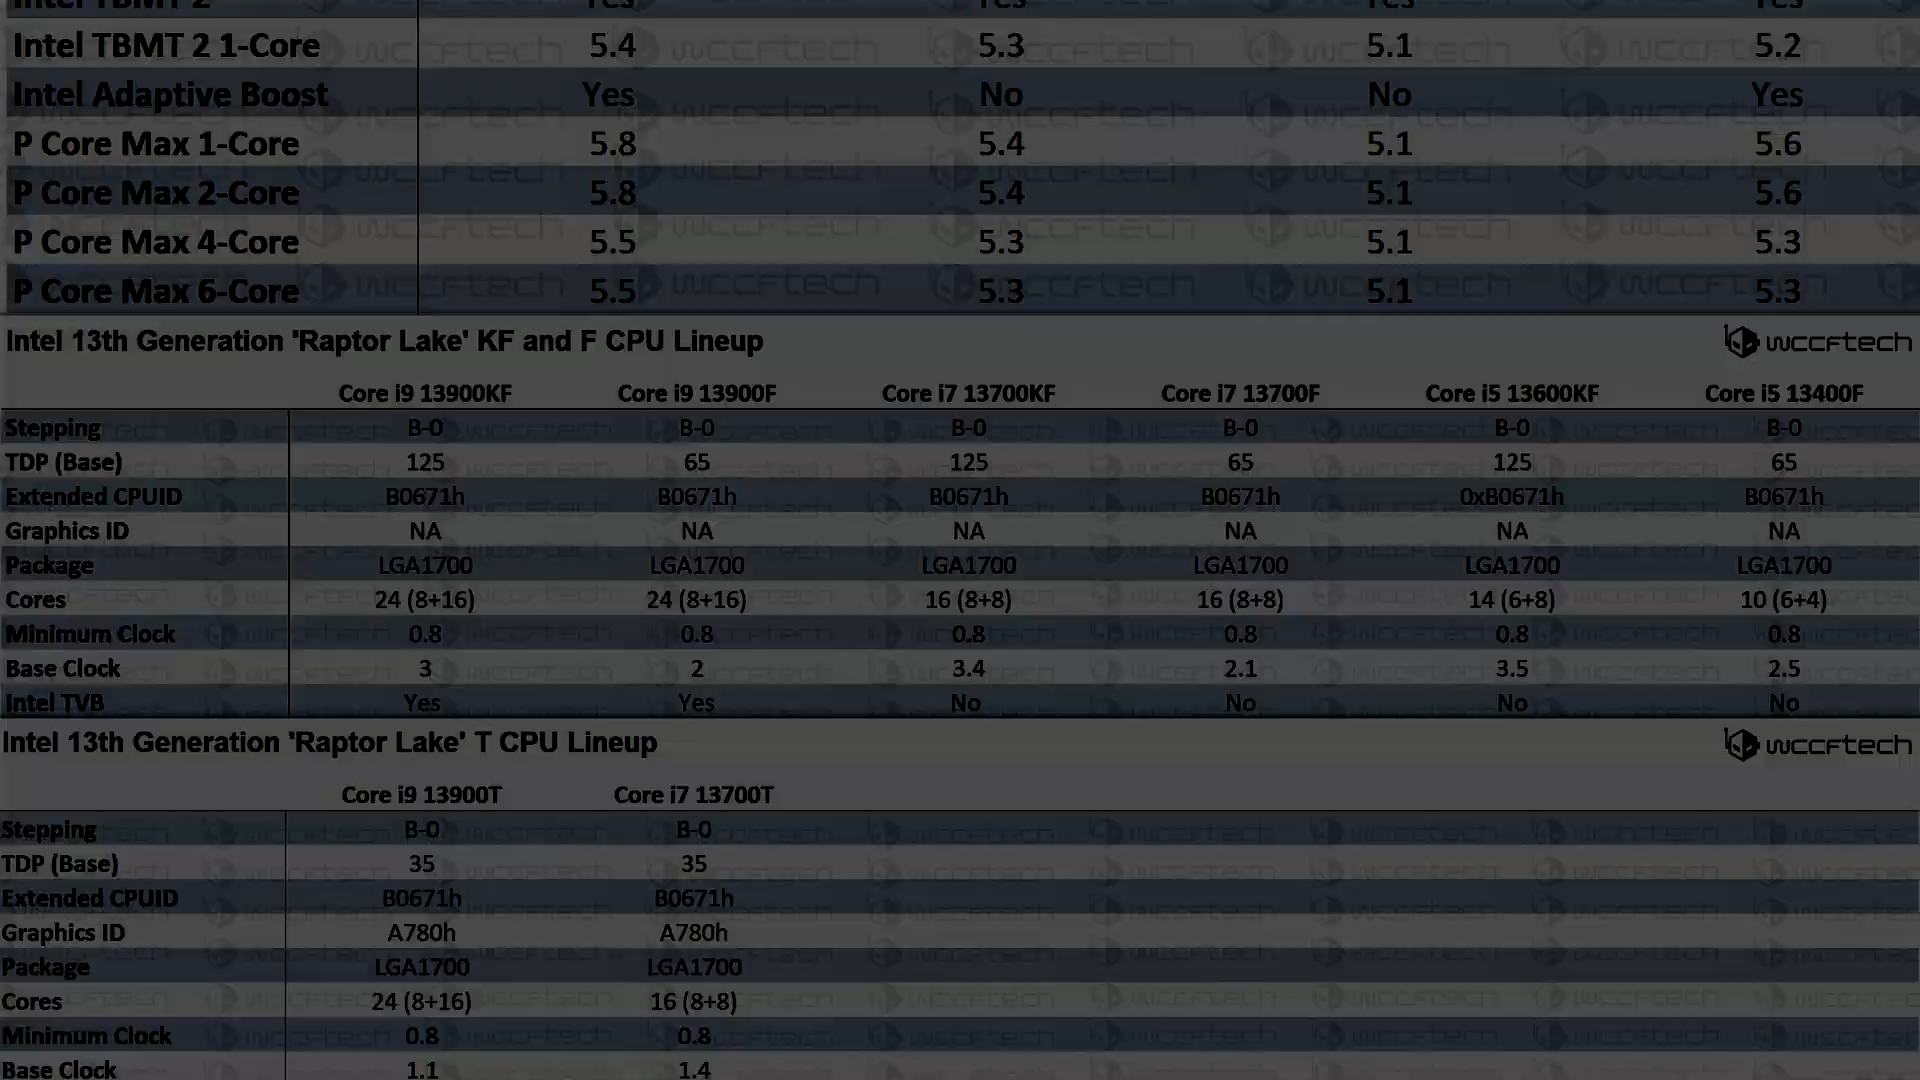 Intel TBMT 2 Yes Yes Yes Yes
Intel TBMT 2 1-Core 5.4 5.3 5.1 5.2
Intel Adaptive Boost Yes No No Yes
P Core Max 1-Core 5.8 5.4 5.1 5.6
P Core Max 2-Core 5.8 5.4 5.1 5.6
P Core Max 4-Core 5.5 5.3 5.1 5.3
P Core Max 6-Core 5.5 5.3 5.1 5.3
Intel 13th Generation 'Raptor Lake' KF and F CPU Lineup wccftech
Core i9 13900KF Core i9 13900F Core i7 13700KF Core i7 13700F Core i5 13600KF Core i5 13400F
Stepping B-0 B-0 B-0 B-0 B-0 B-0
TDP (Base) 125 65 125 65 125 65
Extended CPUID B0671h B0671h B0671h B0671h 0xB0671h B0671h
Graphics ID NA NA NA NA NA NA
Package LGA1700 LGA1700 LGA1700 LGA1700 LGA1700 LGA1700
Cores 24 (8+16) 24 (8+16) 16 (8+8) 16 (8+8) 14 (6+8) 10 (6+4)
Minimum Clock 0.8 0.8 0.8 0.8 0.8 0.8
Base Clock 3 2 3.4 2.1 3.5 2.5
Intel TVB Yes Yes No No No No
Intel 13th Generation 'Raptor Lake' T CPU Lineup wccftech
Core i9 13900T Core i7 13700T
Stepping B-0 B-0
TDP (Base) 35 35
Extended CPUID B0671h B0671h
Graphics ID A780h A780h
Package LGA1700 LGA1700
Cores 24 (8+16) 16 (8+8)
Minimum Clock 0.8 0.8
Base Clock 1.1 1.4